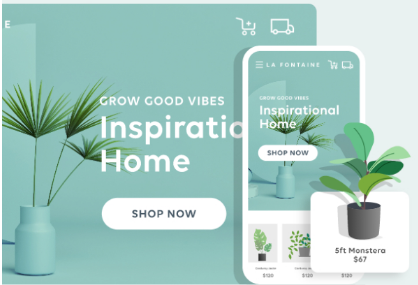 E
GROW GOOD VIBES
Inspiratio
Home
SHOP NOW
LA FONTAINE
GROW GOOD VIBES
Inspirational
Home
SHOP NOW
$120
$120
$120
5ft Monstera
$67